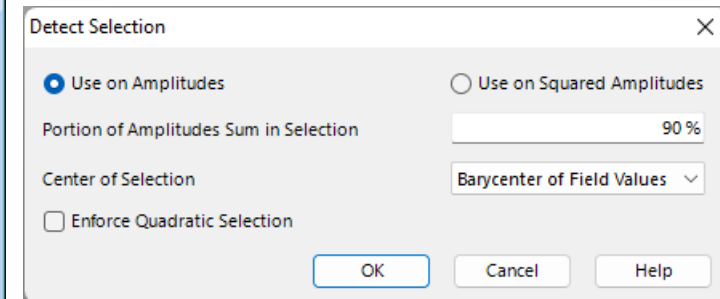 Detect Selection
Use on Amplitudes Use on Squared Amplitudes
Portion of Amplitudes Sum in Selection 90 %
Center of Selection Barycenter of Field Values
Enforce Quadratic Selection
OK Cancel Help